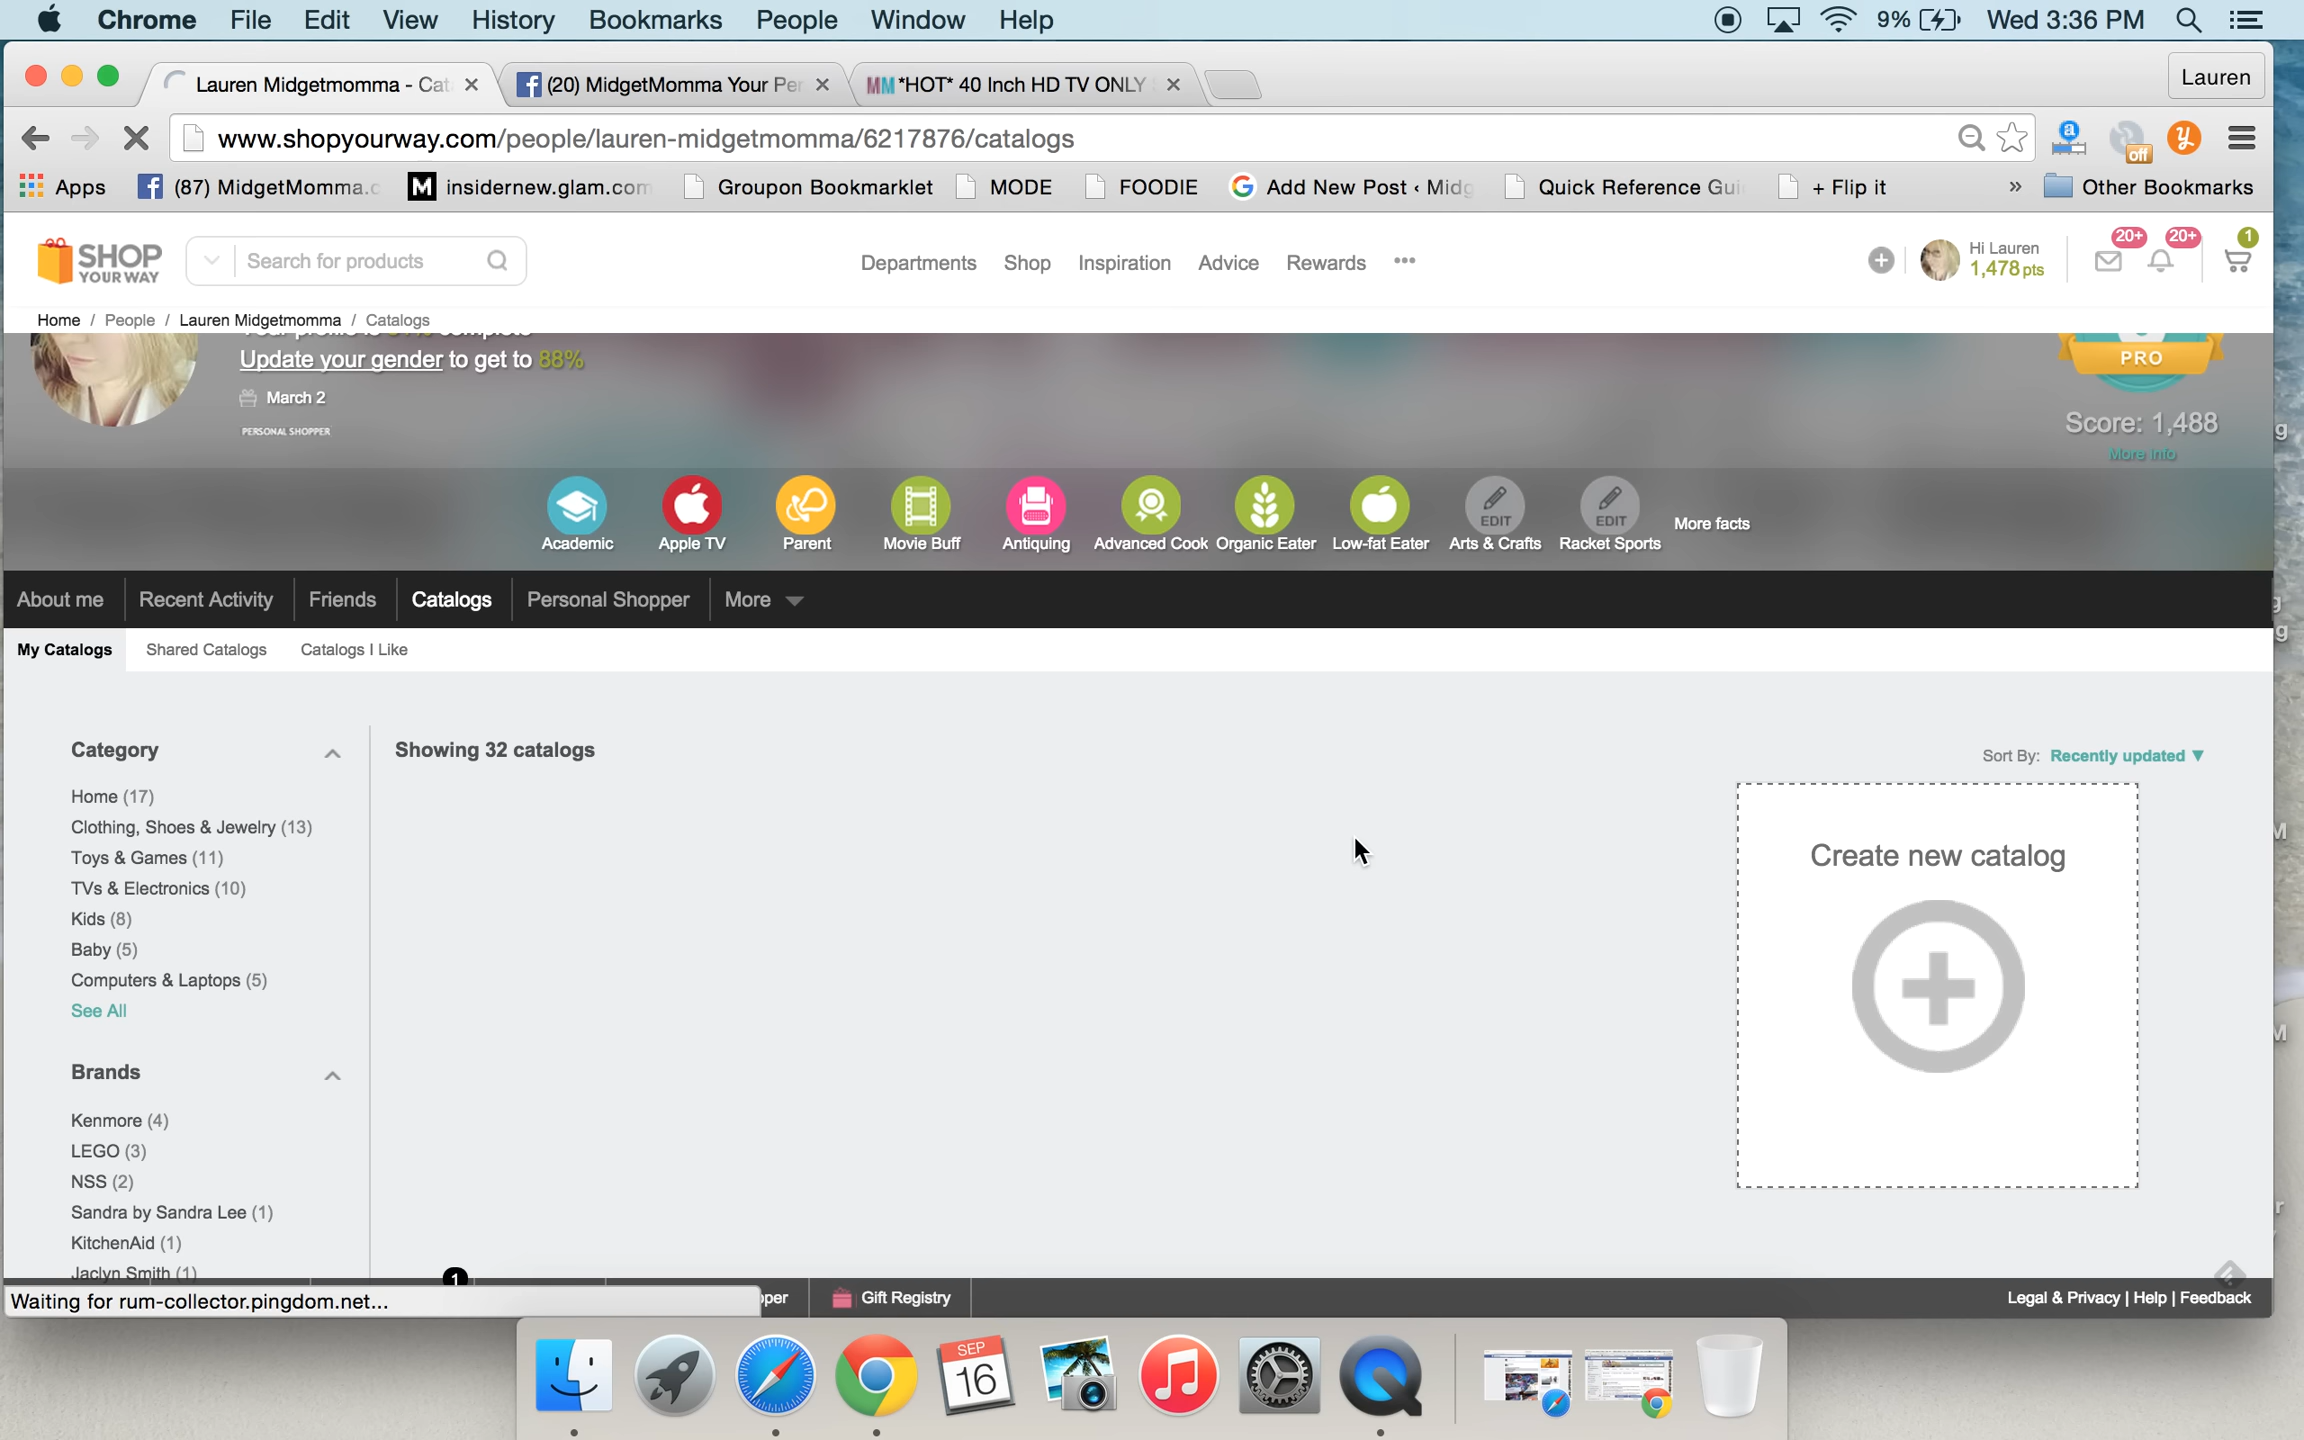 Chrome File Edit View History Bookmarks People Window Help 9% Wed 3:36 PM
Lauren Midgetmomma - Cat (20) MidgetMomma Your Per MM *HOT* 40 Inch HD TV ONLY Lauren
www.shopyourway.com/people/lauren-midgetmomma/6217876/catalogs a off y
Apps (87) MidgetMomma.c M insidernew.glam.com Groupon Bookmarklet MODE FOODIE Add New Post ‹ Midg Quick Reference Gui + Flip it » Other Bookmarks
SHOP YOUR WAY Search for products Departments Shop Inspiration Advice Rewards ••• Hi Lauren 1,478 pts 20+ 20+ 1
Home / People / Lauren Midgetmomma / Catalogs
Update your gender to get to 88%
PRO
March 2
Score: 1,488
PERSONAL SHOPPER
More Info
EDIT EDIT
Academic Apple TV Parent Movie Buff Antiquing Advanced Cook Organic Eater Low-fat Eater Arts & Crafts Racket Sports More facts
About me Recent Activity Friends Catalogs Personal Shopper More
My Catalogs Shared Catalogs Catalogs I Like
Category
Showing 32 catalogs
Sort By: Recently updated ▼
Home (17)
Clothing, Shoes & Jewelry (13)
Toys & Games (11)
TVs & Electronics (10)
Kids (8)
Baby (5)
Computers & Laptops (5)
See All
Create new catalog
Brands
Kenmore (4)
LEGO (3)
NSS (2)
Sandra by Sandra Lee (1)
KitchenAid (1)
Jaclyn Smith (1)
1
Waiting for rum-collector.pingdom.net... pper Gift Registry Legal & Privacy | Help | Feedback
SEP
16